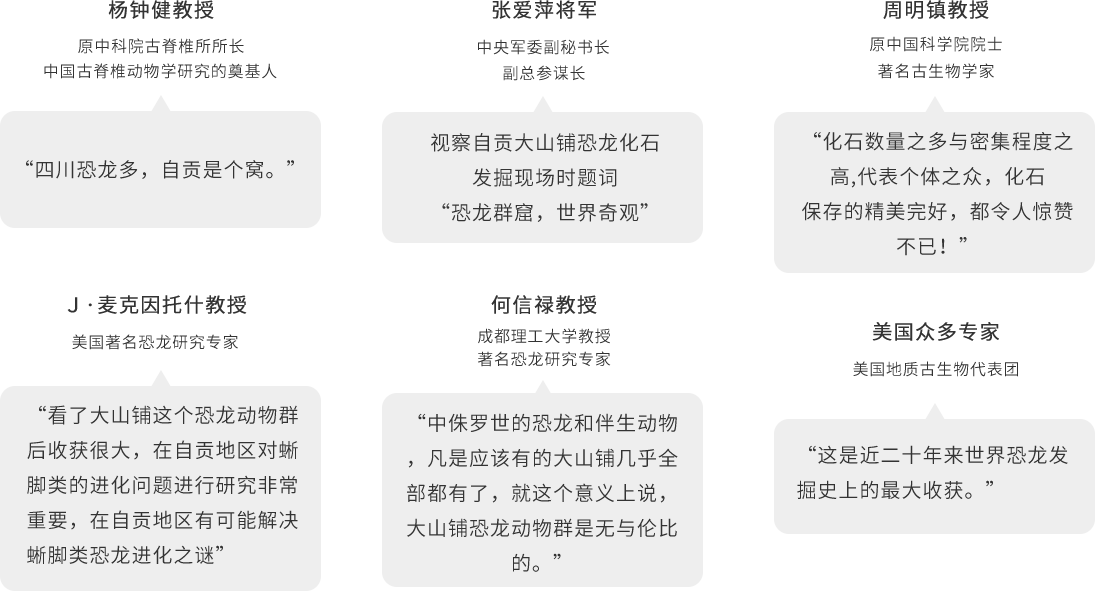 杨钟健教授
原中科院古脊椎所所长
中国古脊椎动物学研究的奠基人
“四川恐龙多，自贡是个窝。”
张爱萍将军
中央军委副秘书长
副总参谋长
视察自贡大山铺恐龙化石
发掘现场时题词
“恐龙群窟，世界奇观”
周明镇教授
原中国科学院院士
著名古生物学家
“化石数量之多与密集程度之
高,代表个体之众，化石
保存的精美完好，都令人惊赞
不已！”
J·麦克因托什教授
美国著名恐龙研究专家
“看了大山铺这个恐龙动物群
后收获很大，在自贡地区对蜥
脚类的进化问题进行研究非常
重要，在自贡地区有可能解决
蜥脚类恐龙进化之谜”
何信禄教授
成都理工大学教授
著名恐龙研究专家
“中侏罗世的恐龙和伴生动物
，凡是应该有的大山铺几乎全
部都有了，就这个意义上说，
大山铺恐龙动物群是无与伦比
的。”
美国众多专家
美国地质古生物代表团
“这是近二十年来世界恐龙发
掘史上的最大收获。”